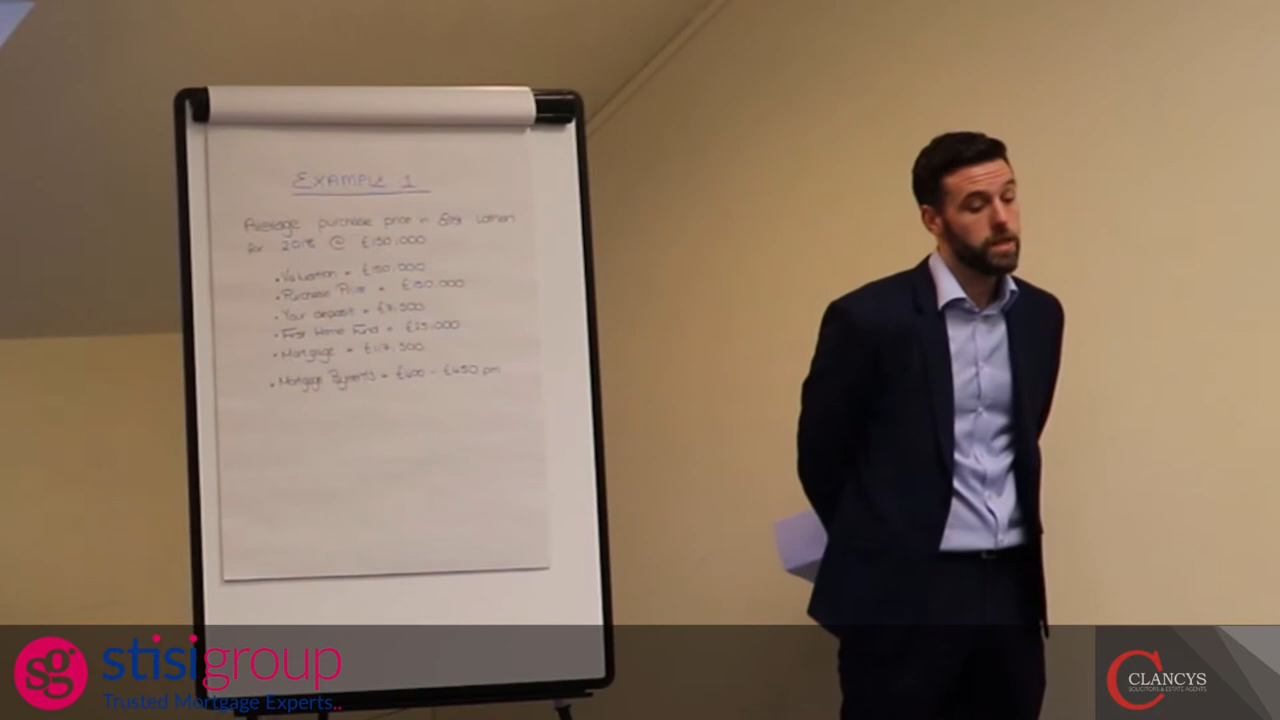 EXAMPLE 1
Average purchase price in East Lothian
for 2018 @ £150,000
• Valuation = £150,000
• Purchase Price = £150,000
• Your deposit = £7,500
• First Home Fund = £25,000
• Mortgage = £117,500
• Mortgage Payments = £400 - £450 pm
sg stisigroup
Trusted Mortgage Experts..
CLANCYS
SOLICITORS & ESTATE AGENTS